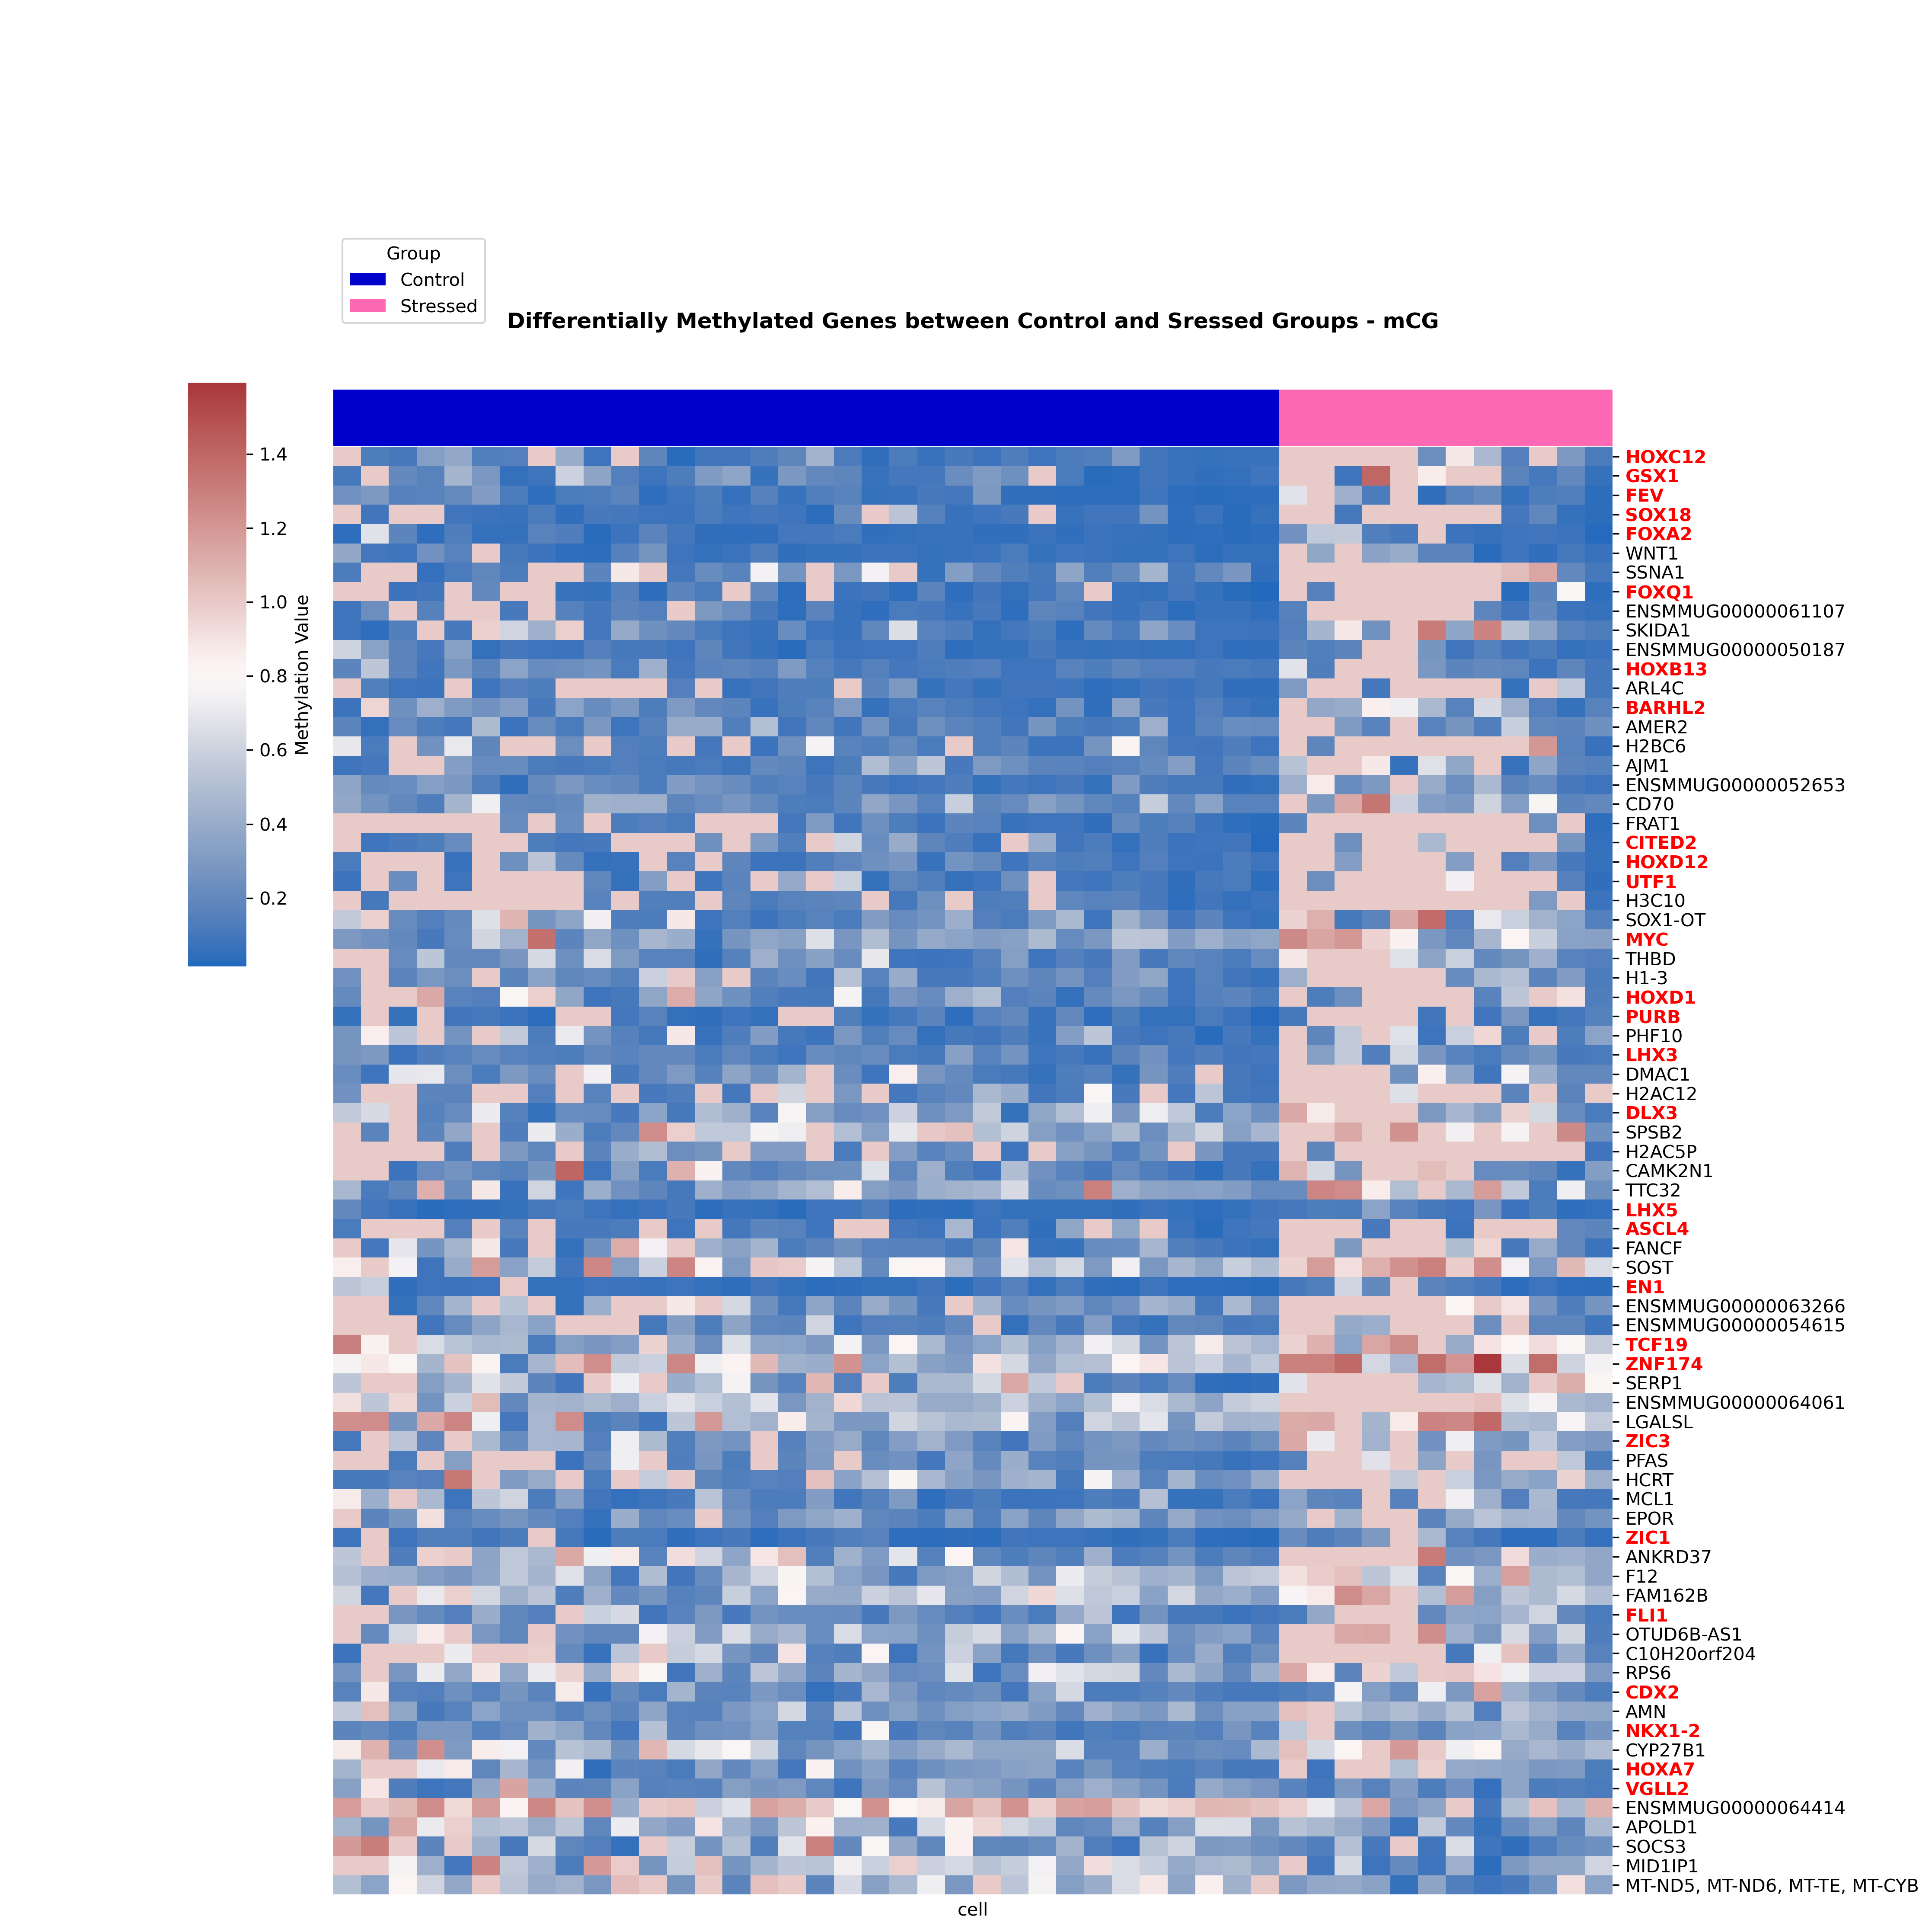 Group
Control
Stressed
Differentially Methylated Genes between Control and Sressed Groups - mCG
1.4
1.2
1.0
0.8
0.6
0.4
0.2
Methylation Value
HOXC12
GSX1
FEV
SOX18
FOXA2
WNT1
SSNA1
FOXQ1
ENSMMUG00000061107
SKIDA1
ENSMMUG00000050187
HOXB13
ARL4C
BARHL2
AMER2
H2BC6
AJM1
ENSMMUG00000052653
CD70
FRAT1
CITED2
HOXD12
UTF1
H3C10
SOX1-OT
MYC
THBD
H1-3
HOXD1
PURB
PHF10
LHX3
DMAC1
H2AC12
DLX3
SPSB2
H2AC5P
CAMK2N1
TTC32
LHX5
ASCL4
FANCF
SOST
EN1
ENSMMUG00000063266
ENSMMUG00000054615
TCF19
ZNF174
SERP1
ENSMMUG00000064061
LGALSL
ZIC3
PFAS
HCRT
MCL1
EPOR
ZIC1
ANKRD37
F12
FAM162B
FLI1
OTUD6B-AS1
C10H20orf204
RPS6
CDX2
AMN
NKX1-2
CYP27B1
HOXA7
VGLL2
ENSMMUG00000064414
APOLD1
SOCS3
MID1IP1
MT-ND5, MT-ND6, MT-TE, MT-CYB
cell